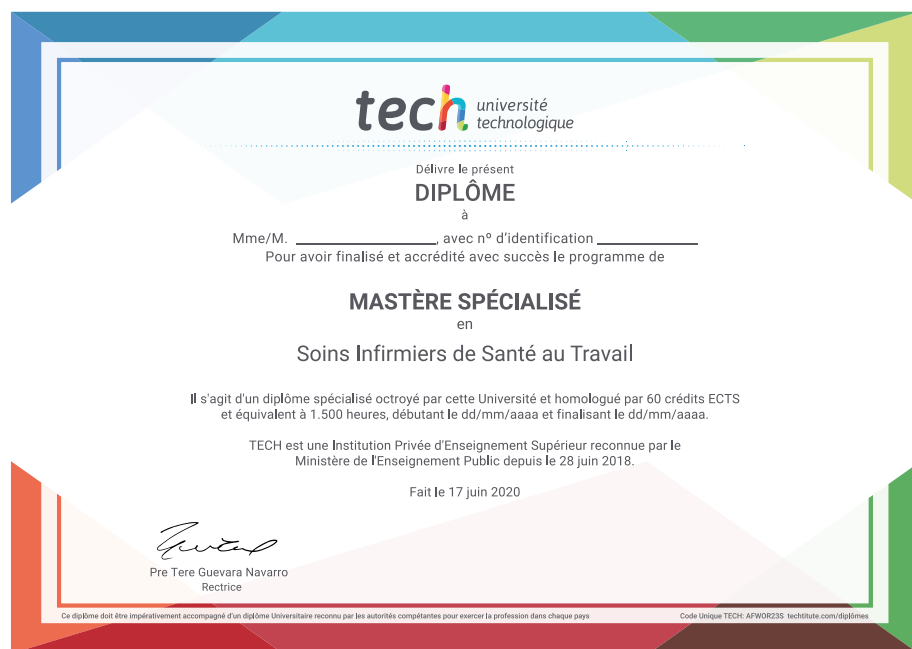 tech université
technologique
Délivre le présent
DIPLÔME
à
Mme/M. ____________, avec nº d'identification ____________
Pour avoir finalisé et accrédité avec succès le programme de
MASTÈRE SPÉCIALISÉ
en
Soins Infirmiers de Santé au Travail
Il s'agit d'un diplôme spécialisé octroyé par cette Université et homologué par 60 crédits ECTS
et équivalent à 1.500 heures, débutant le dd/mm/aaaa et finalisant le dd/mm/aaaa.
TECH est une Institution Privée d'Enseignement Supérieur reconnue par le
Ministère de l'Enseignement Public depuis le 28 juin 2018.
Fait le 17 juin 2020
Pre Tere Guevara Navarro
Rectrice
Ce diplôme doit être impérativement accompagné d'un diplôme Universitaire reconnu par les autorités compétentes pour exercer la profession dans chaque pays
Code Unique TECH: AFWOR23S techtitute.com/diplômes